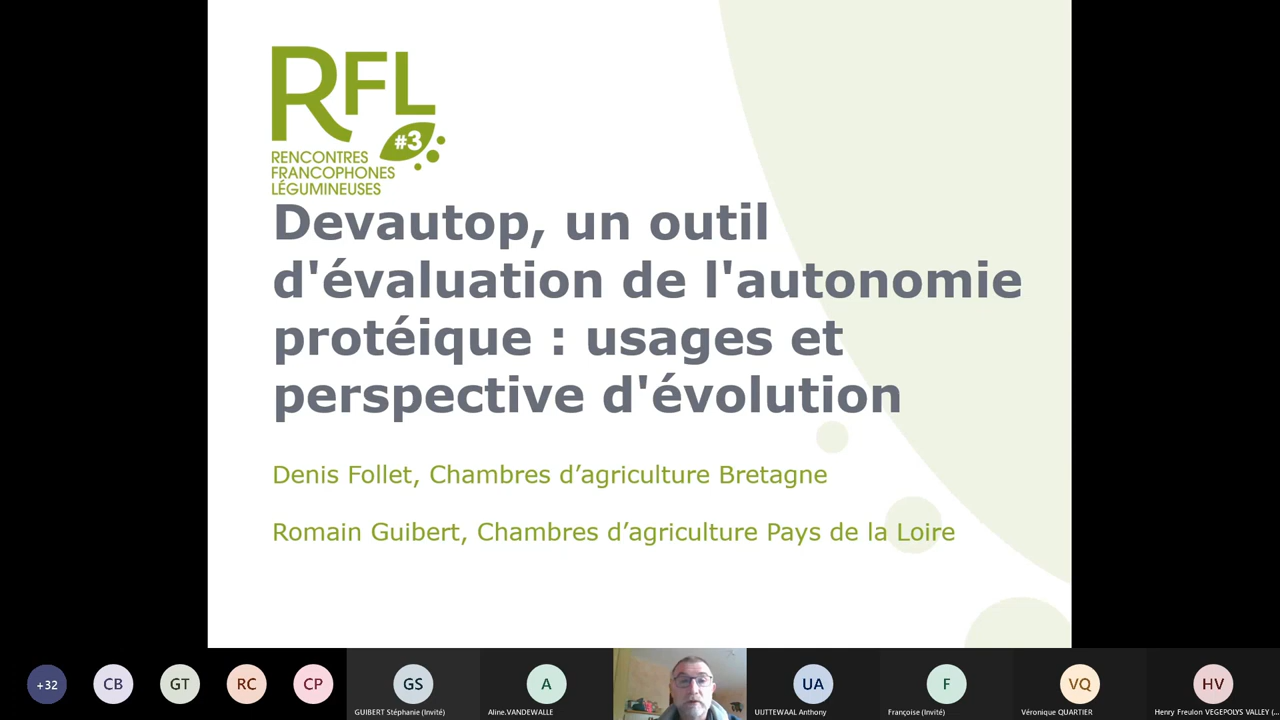 RFL
#3
RENCONTRES
FRANCOPHONES
LÉGUMINEUSES
Devautop, un outil
d'évaluation de l'autonomie
protéique : usages et
perspective d'évolution
Denis Follet, Chambres d’agriculture Bretagne
Romain Guibert, Chambres d’agriculture Pays de la Loire
+32
CB
GT
RC
CP
GS
A
UA
F
VQ
HV
GUIBERT Stéphanie (Invité)
Aline.VANDEWALLE
UIJTTEWAAL Anthony
Françoise (Invité)
Véronique QUARTIER
Henry Freulon VEGEPOLYS VALLEY (...